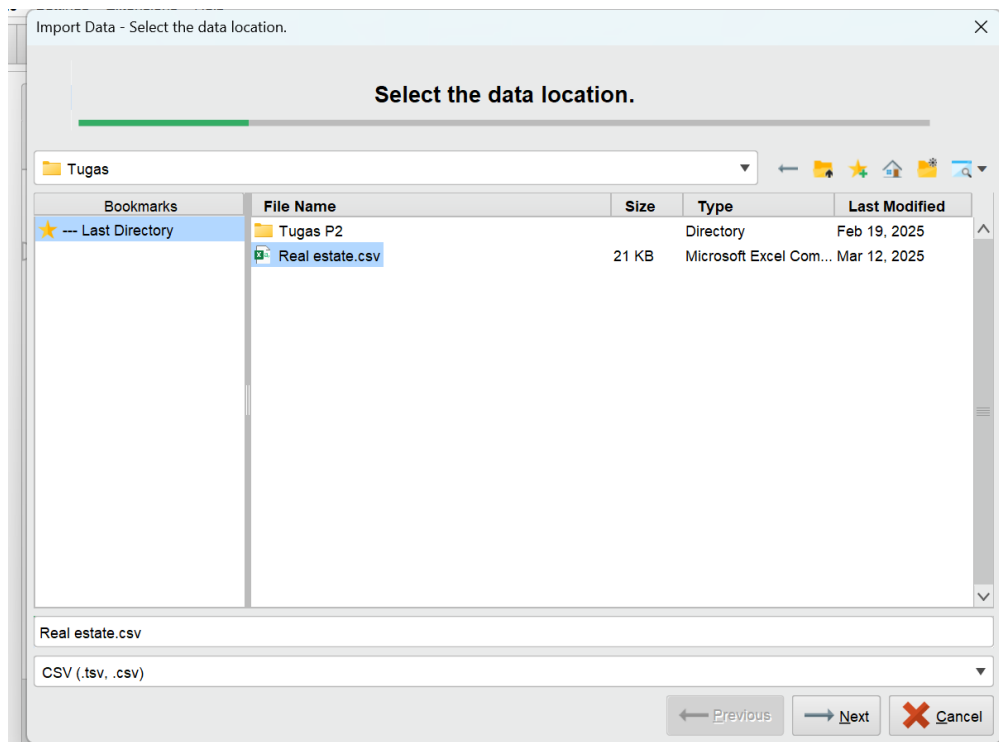 Import Data - Select the data location.
Select the data location.
Tugas
Bookmarks File Name Size Type Last Modified
--- Last Directory Tugas P2 Directory Feb 19, 2025
Real estate.csv 21 KB Microsoft Excel Com... Mar 12, 2025
Real estate.csv
CSV (.tsv, .csv)
Previous Next Cancel